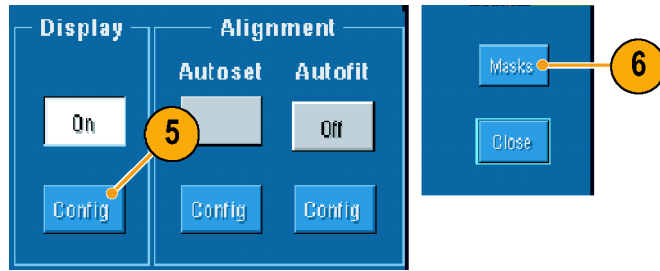 Display
Alignment
Autoset
Autofit
On
5
Off
Config
Config
Config
Masks
6
Close